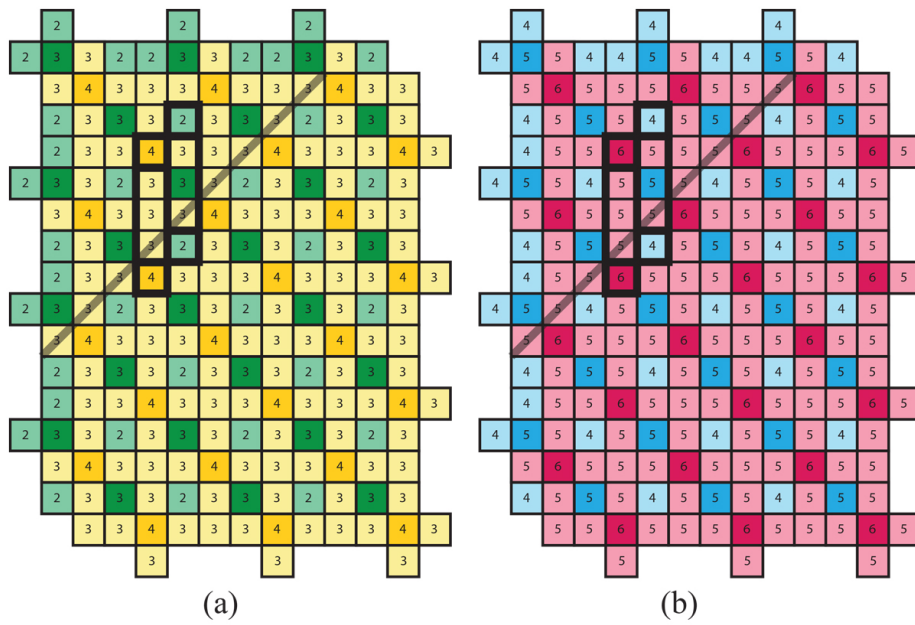 2 2 2
2 3 3 2 2 3 3 2 2 3 3 2
3 4 3 3 3 4 3 3 3 4 3 3
2 3 3 3 2 3 3 3 2 3 3 3
2 3 3 4 3 3 3 4 3 3 3 4 3
2 3 3 2 3 3 3 2 3 3 3 2 3
3 4 3 3 3 4 3 3 3 4 3 3
2 3 3 3 2 3 3 3 2 3 3 3
2 3 3 4 3 3 3 4 3 3 3 4 3
2 3 3 2 3 3 3 2 3 3 3 2 3
3 4 3 3 3 4 3 3 3 4 3 3
2 3 3 3 2 3 3 3 2 3 3 3
2 3 3 4 3 3 3 4 3 3 3 4 3
2 3 3 2 3 3 3 2 3 3 3 2 3
3 4 3 3 3 4 3 3 3 4 3 3
2 3 3 3 2 3 3 3 2 3 3 3
3 3 4 3 3 3 4 3 3 3 4 3
3 3 3
(a)
4 4 4
4 5 5 4 4 5 5 4 4 5 5 4
5 6 5 5 5 6 5 5 5 6 5 5
4 5 5 5 4 5 5 5 4 5 5 5
4 5 5 6 5 5 5 6 5 5 5 6 5
4 5 5 4 5 5 5 4 5 5 5 4 5
5 6 5 5 5 6 5 5 5 6 5 5
4 5 5 5 4 5 5 5 4 5 5 5
4 5 5 6 5 5 5 6 5 5 5 6 5
4 5 5 4 5 5 5 4 5 5 5 4 5
5 6 5 5 5 6 5 5 5 6 5 5
4 5 5 5 4 5 5 5 4 5 5 5
4 5 5 6 5 5 5 6 5 5 5 6 5
4 5 5 4 5 5 5 4 5 5 5 4 5
5 6 5 5 5 6 5 5 5 6 5 5
4 5 5 5 4 5 5 5 4 5 5 5
5 5 6 5 5 5 6 5 5 5 6 5
5 5 5
(b)